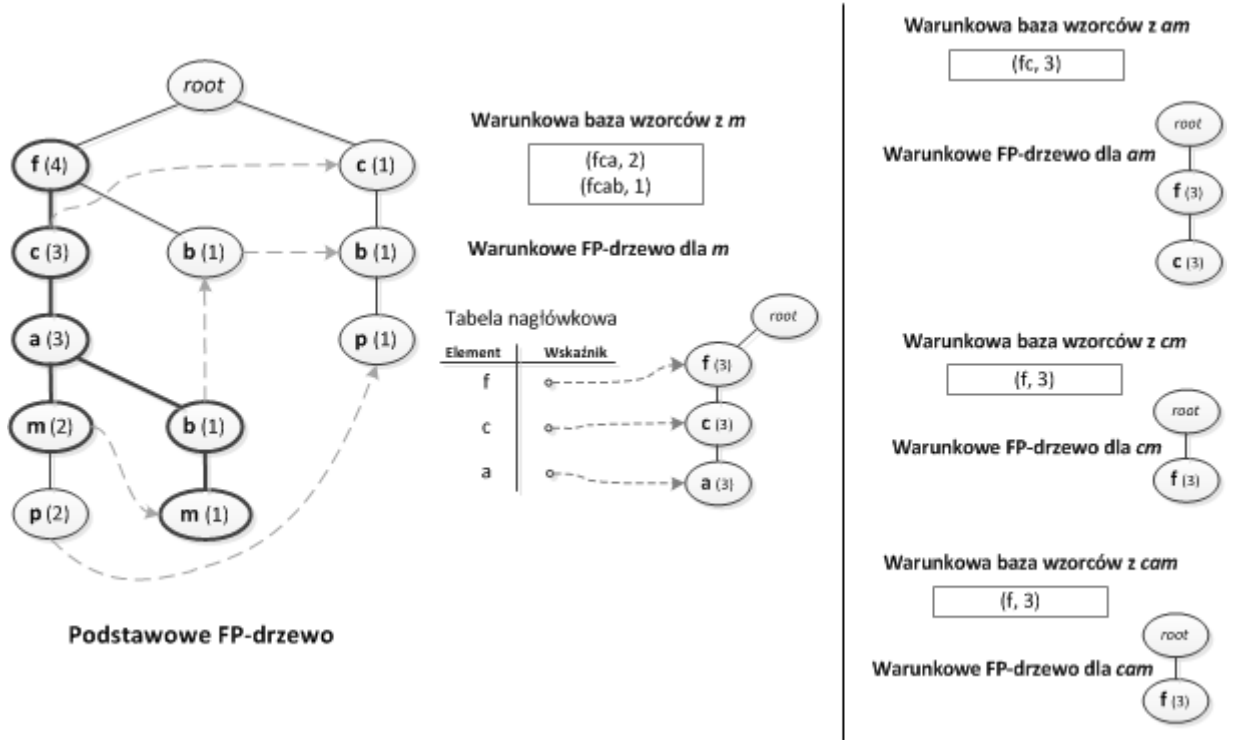 root
f (4)
c (1)
c (3)
b (1)
b (1)
a (3)
p (1)
m (2)
b (1)
p (2)
m (1)
Podstawowe FP-drzewo
Warunkowa baza wzorców z m
(fca, 2)
(fcab, 1)
Warunkowe FP-drzewo dla m
Tabela nagłówkowa
Element Wskaźnik
f
c
a
root
f (3)
c (3)
a (3)
Warunkowa baza wzorców z am
(fc, 3)
Warunkowe FP-drzewo dla am
root
f (3)
c (3)
Warunkowa baza wzorców z cm
(f, 3)
Warunkowe FP-drzewo dla cm
root
f (3)
Warunkowa baza wzorców z cam
(f, 3)
Warunkowe FP-drzewo dla cam
root
f (3)